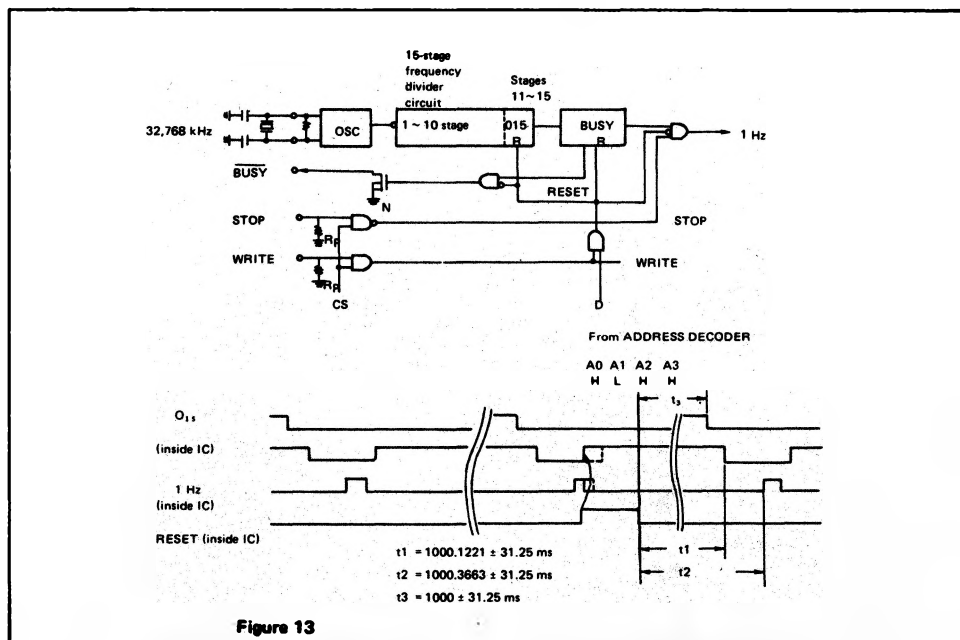 15-stage
frequency
divider
circuit
Stages
11~15
32,768 kHz
OSC
1 ~ 10 stage
015
R
BUSY
R
1 Hz
BUSY
N
RESET
STOP
RP
STOP
WRITE
RP
WRITE
CS
D
From ADDRESS DECODER
A0 A1 A2 A3
H L H H
t3
O15
(inside IC)
1 Hz
(inside IC)
RESET (inside IC)
t1
t2
t1 = 1000.1221 ± 31.25 ms
t2 = 1000.3663 ± 31.25 ms
t3 = 1000 ± 31.25 ms
Figure 13